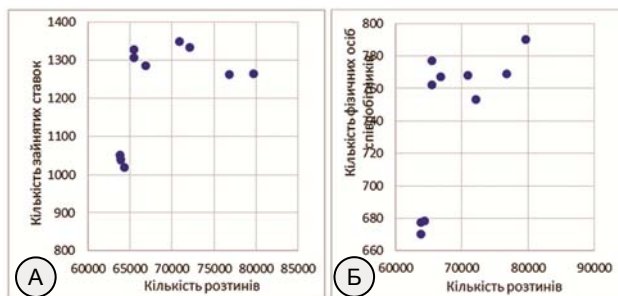 Кількість зайнятих ставок
1400
1300
1200
1100
1000
900
800
60000 65000 70000 75000 80000 85000
Кількість розтинів
А
Кількість фізичних осіб
співробітників
800
780
760
740
720
700
680
660
60000 70000 80000 90000
Кількість розтинів
Б